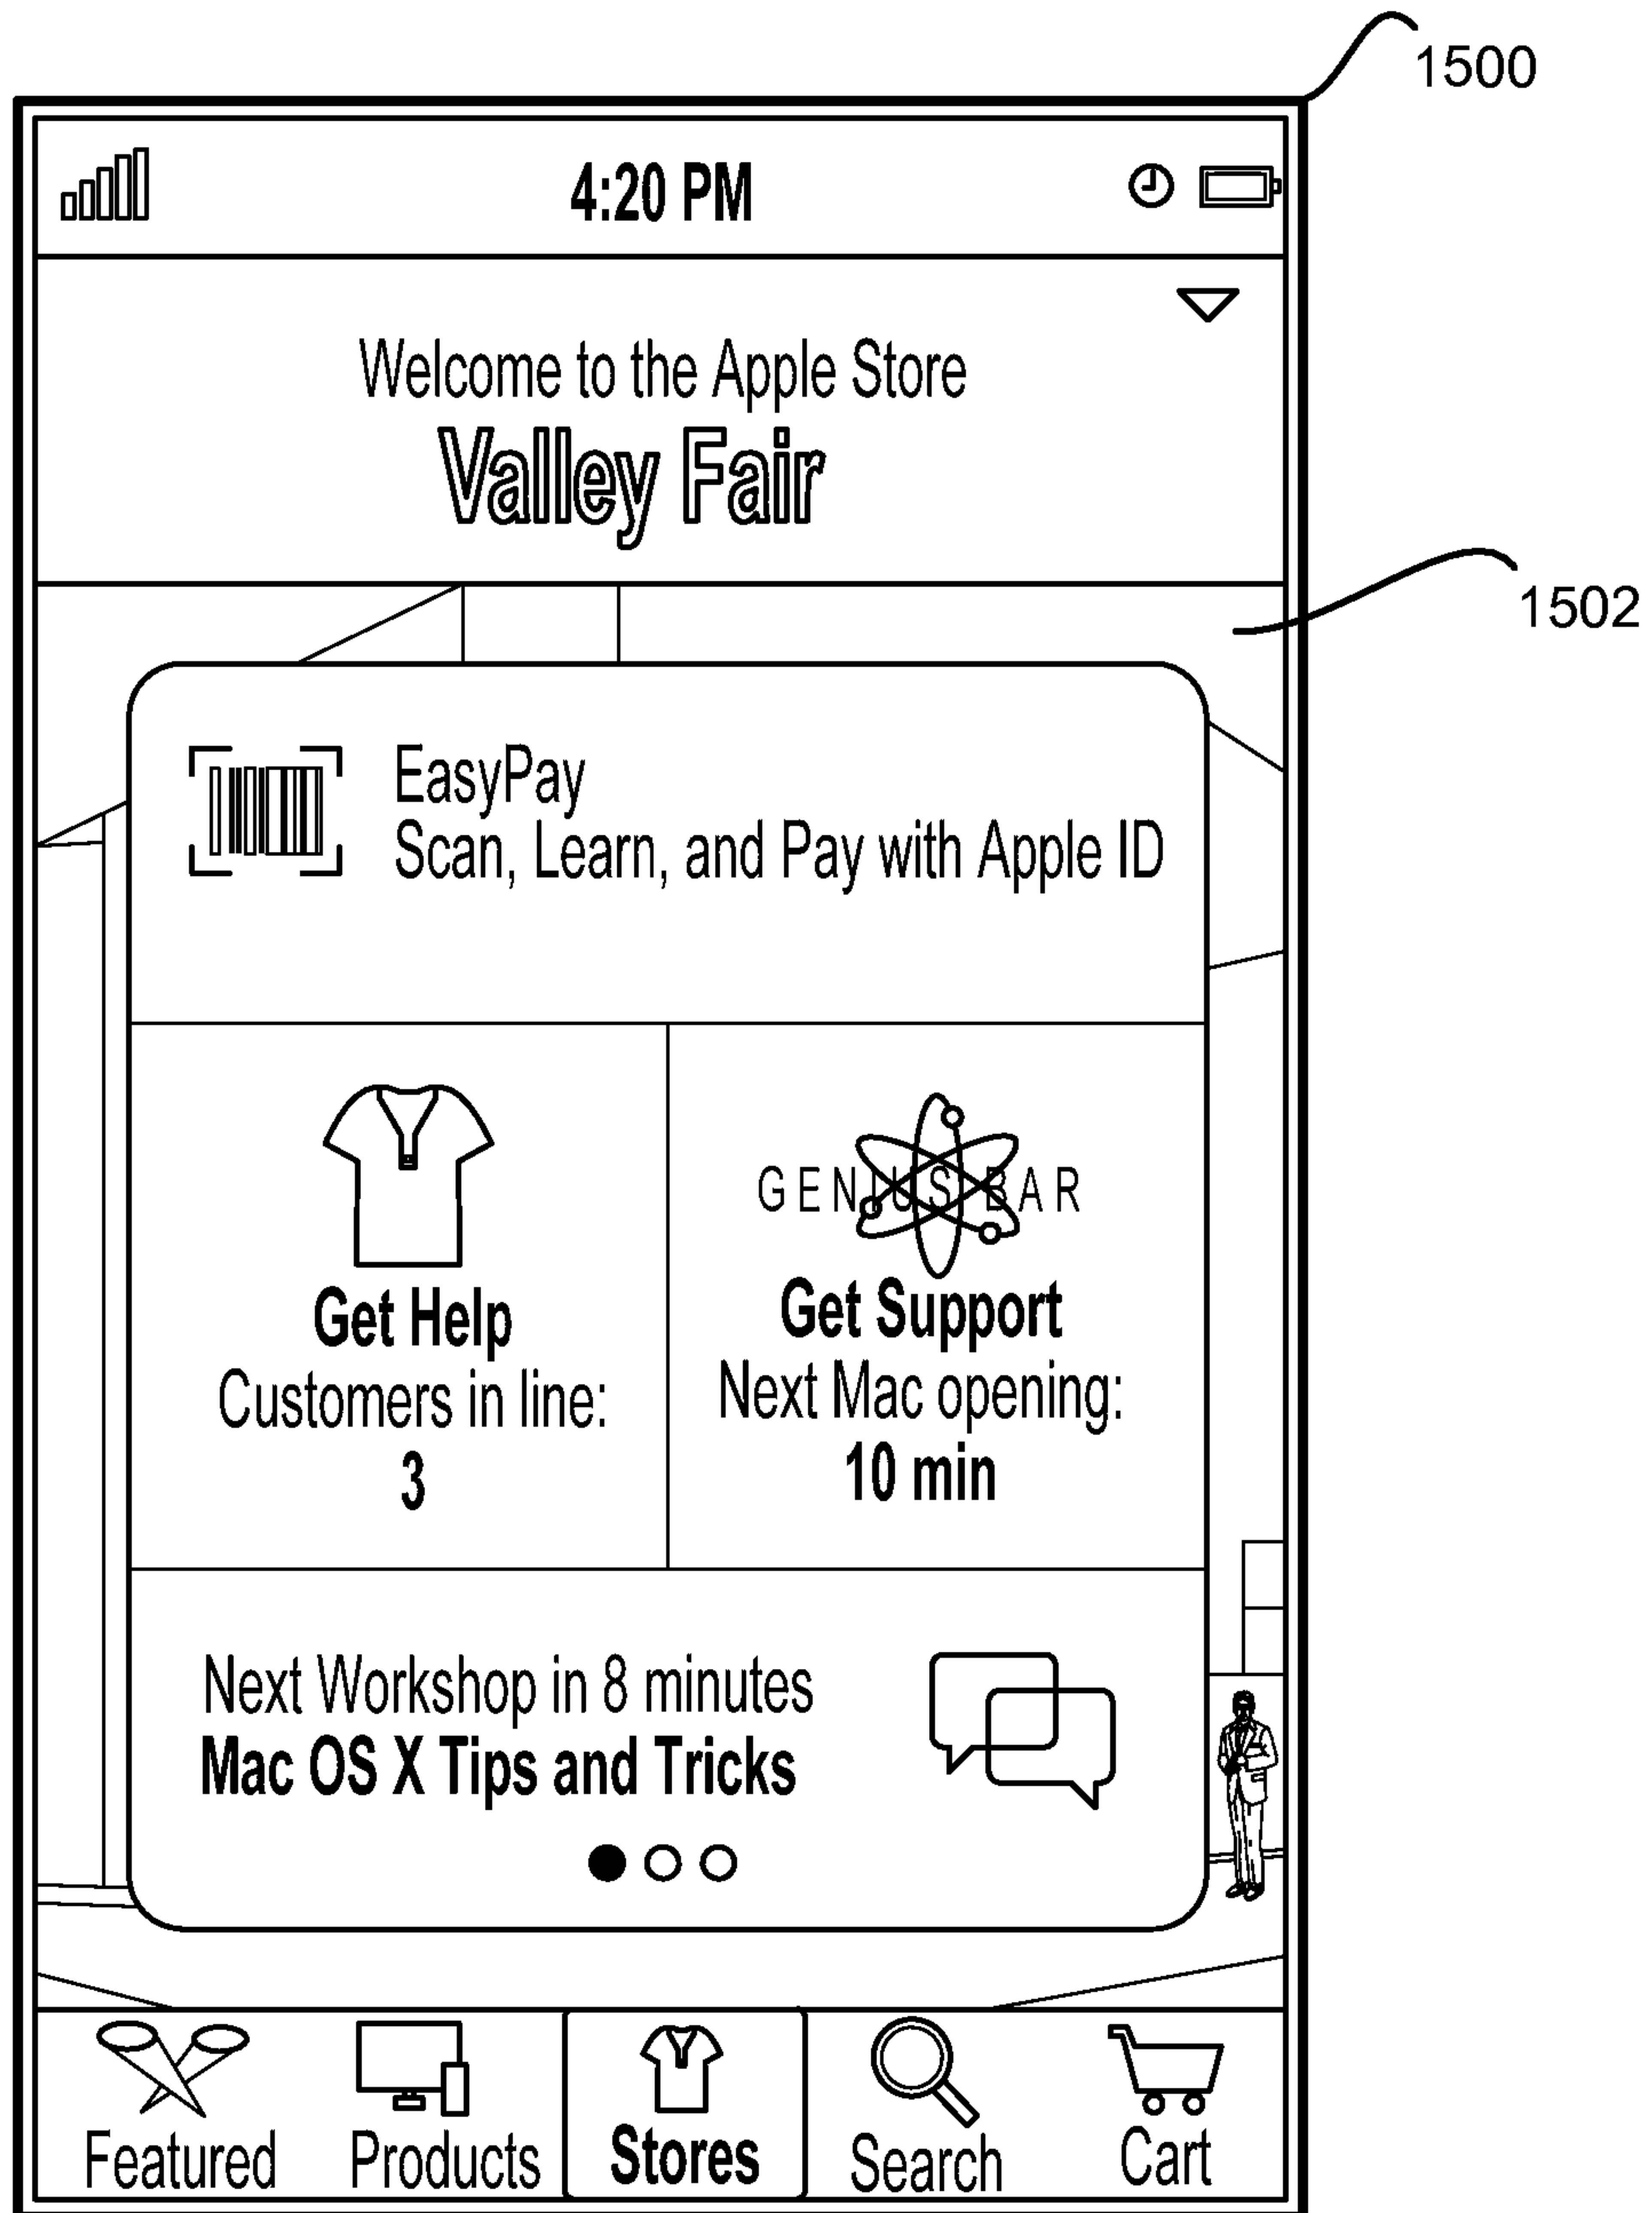 1500
4:20 PM
Welcome to the Apple Store
Valley Fair
1502
EasyPay
Scan, Learn, and Pay with Apple ID
GENIUS BAR
Get Help
Get Support
Customers in line:
Next Mac opening:
3
10 min
Next Workshop in 8 minutes
Mac OS X Tips and Tricks
Featured
Products
Stores
Search
Cart